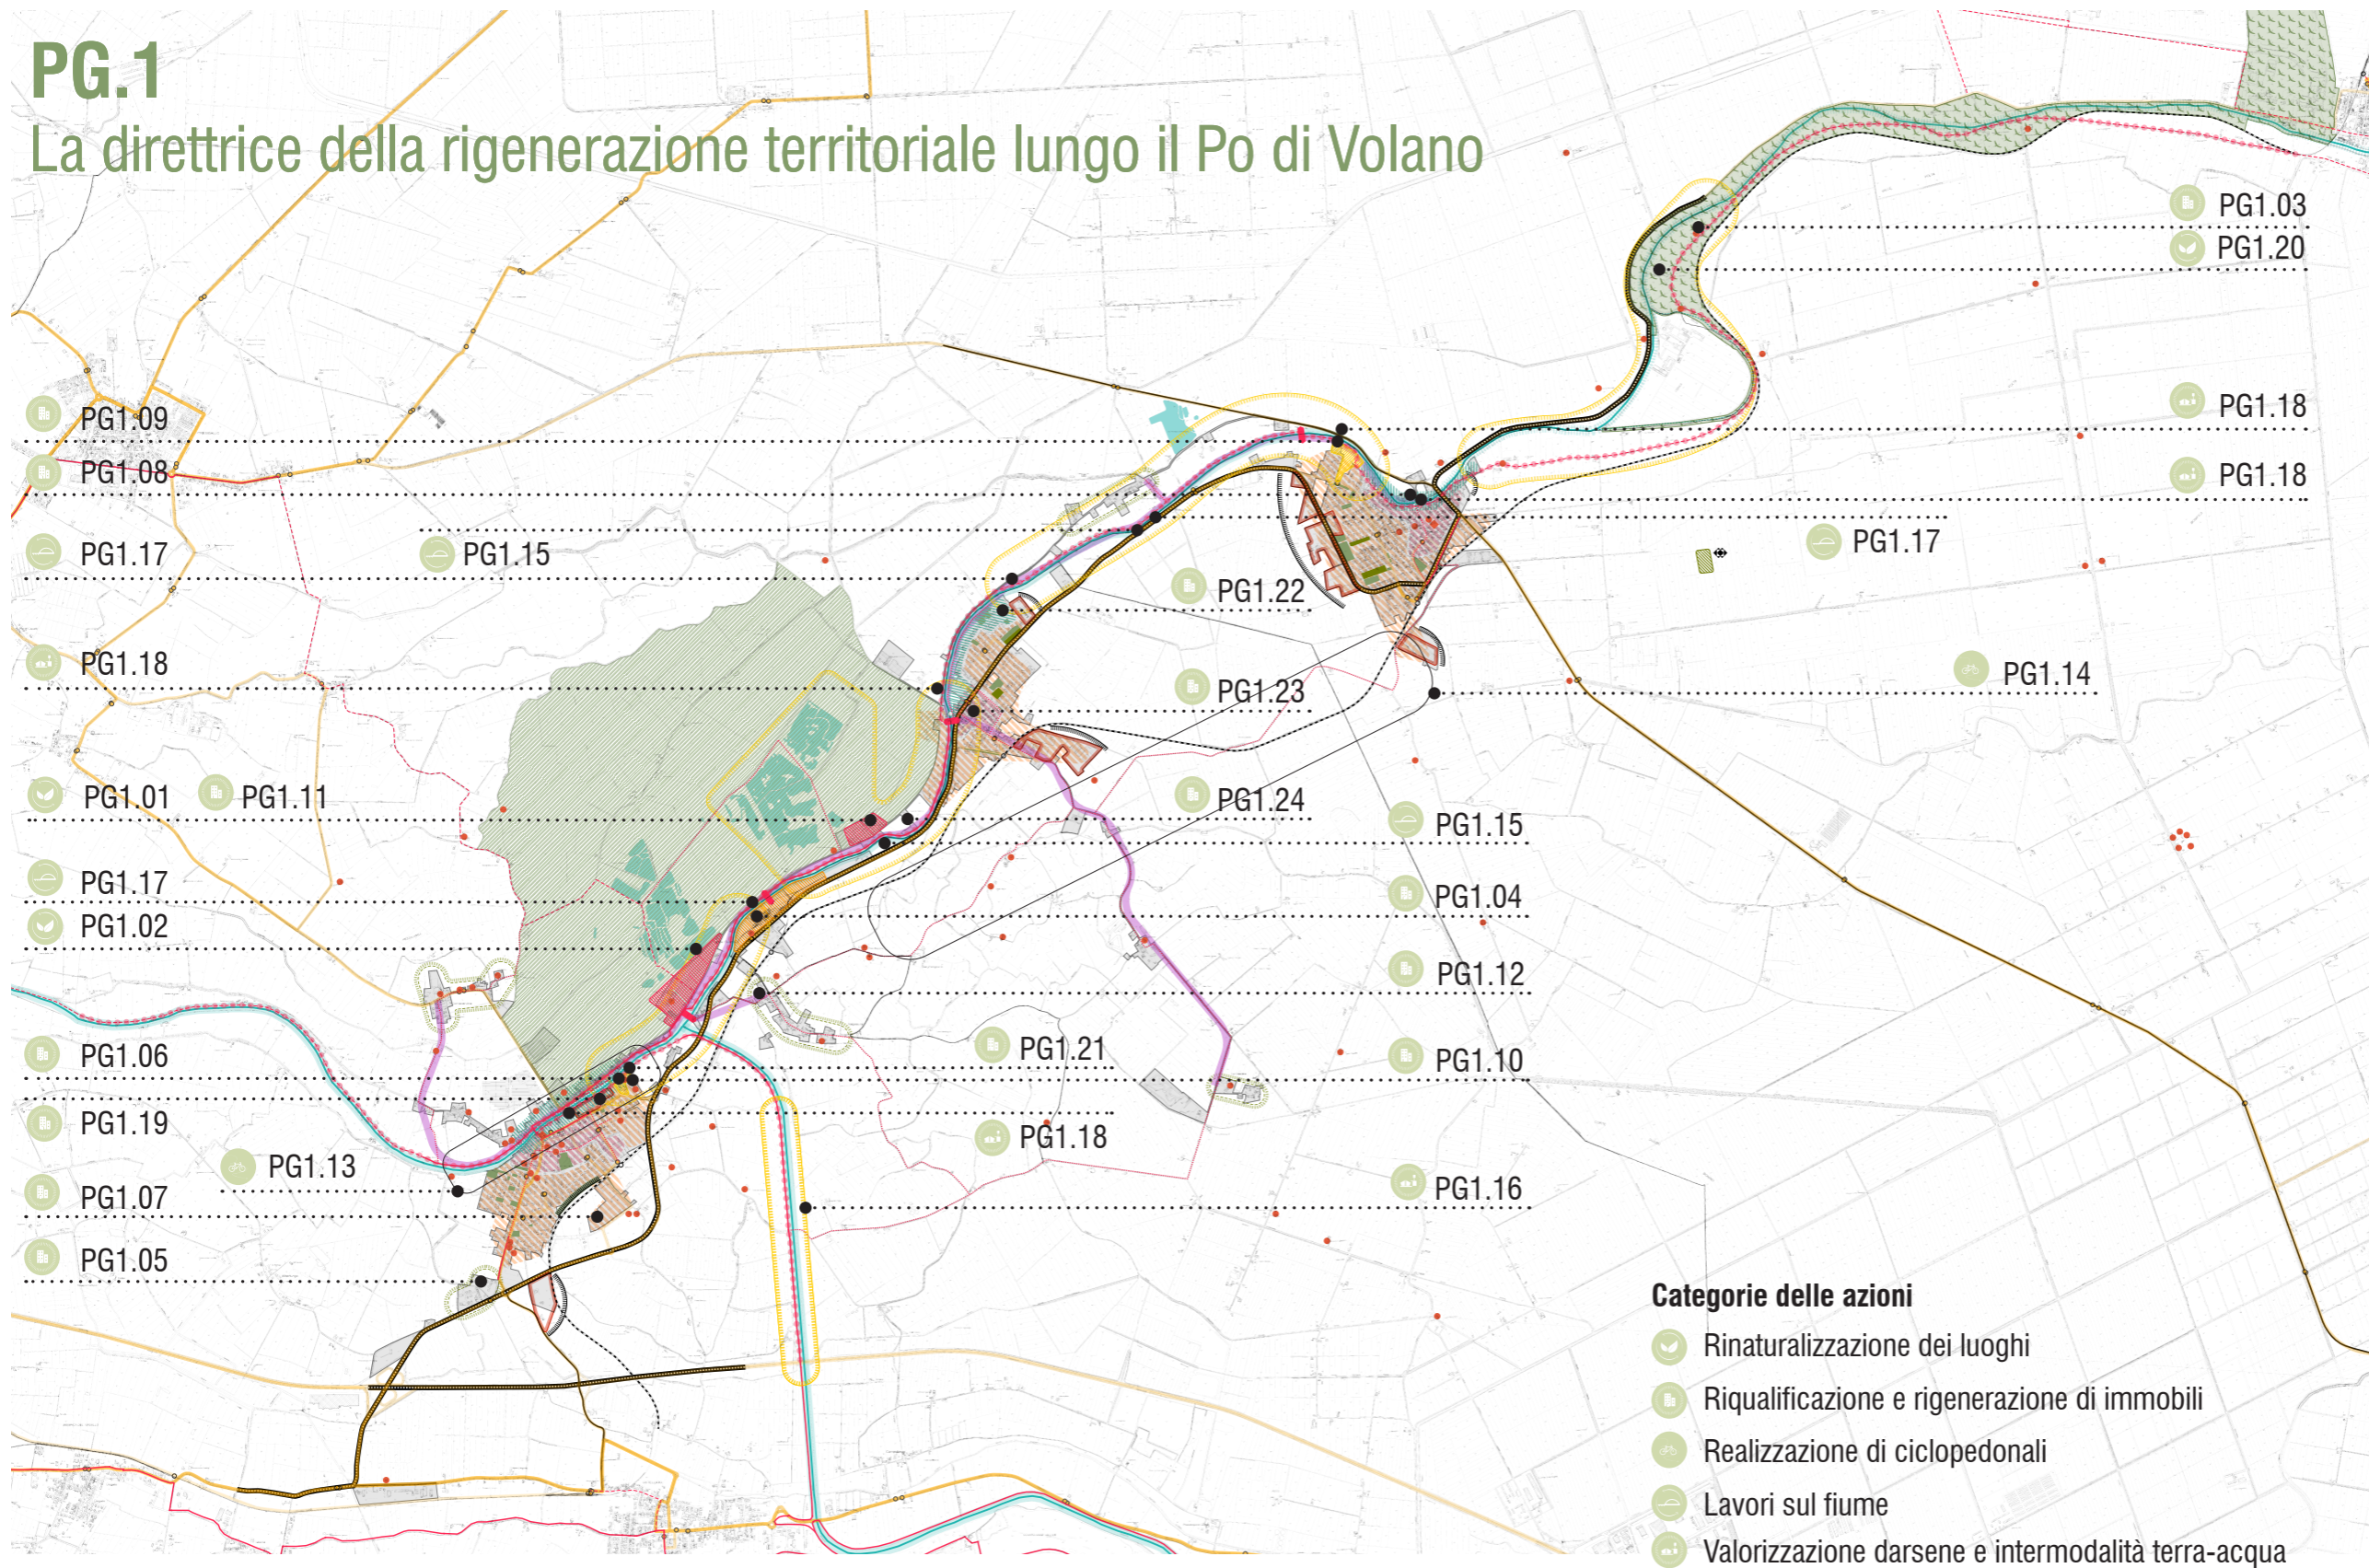 PG.1
La direttrice della rigenerazione territoriale lungo il Po di Volano
PG1.03
PG1.20
PG1.09
PG1.18
PG1.08
PG1.18
PG1.17
PG1.15
PG1.17
PG1.22
PG1.18
PG1.23
PG1.14
PG1.01
PG1.11
PG1.24
PG1.15
PG1.17
PG1.04
PG1.02
PG1.12
PG1.06
PG1.21
PG1.10
PG1.19
PG1.18
PG1.13
PG1.07
PG1.16
PG1.05
Categorie delle azioni
Rinaturalizzazione dei luoghi
Riqualificazione e rigenerazione di immobili
Realizzazione di ciclopedonali
Lavori sul fiume
Valorizzazione darsene e intermodalità terra-acqua